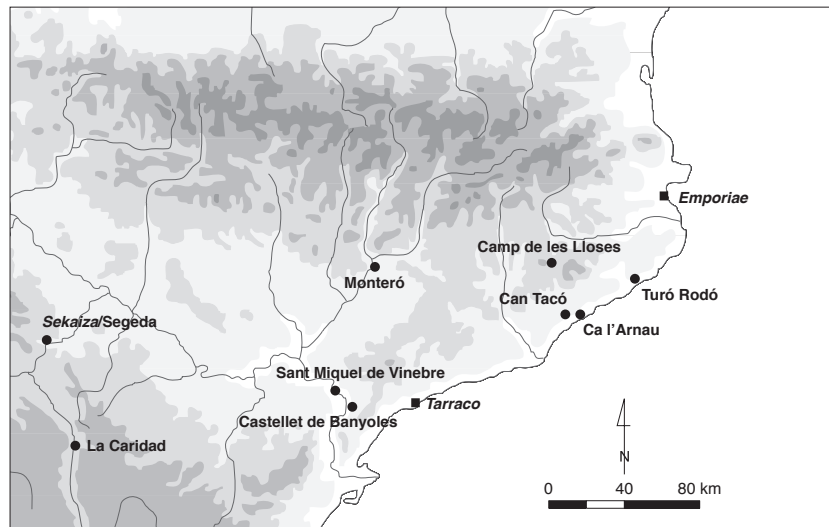 Emporiae
Camp de les Lloses
Monteró
Turó Rodó
Can Tacó
Ca l'Arnau
Sekaiza/Segeda
Sant Miquel de Vinebre
Tarraco
Castellet de Banyoles
La Caridad
N
0 40 80 km